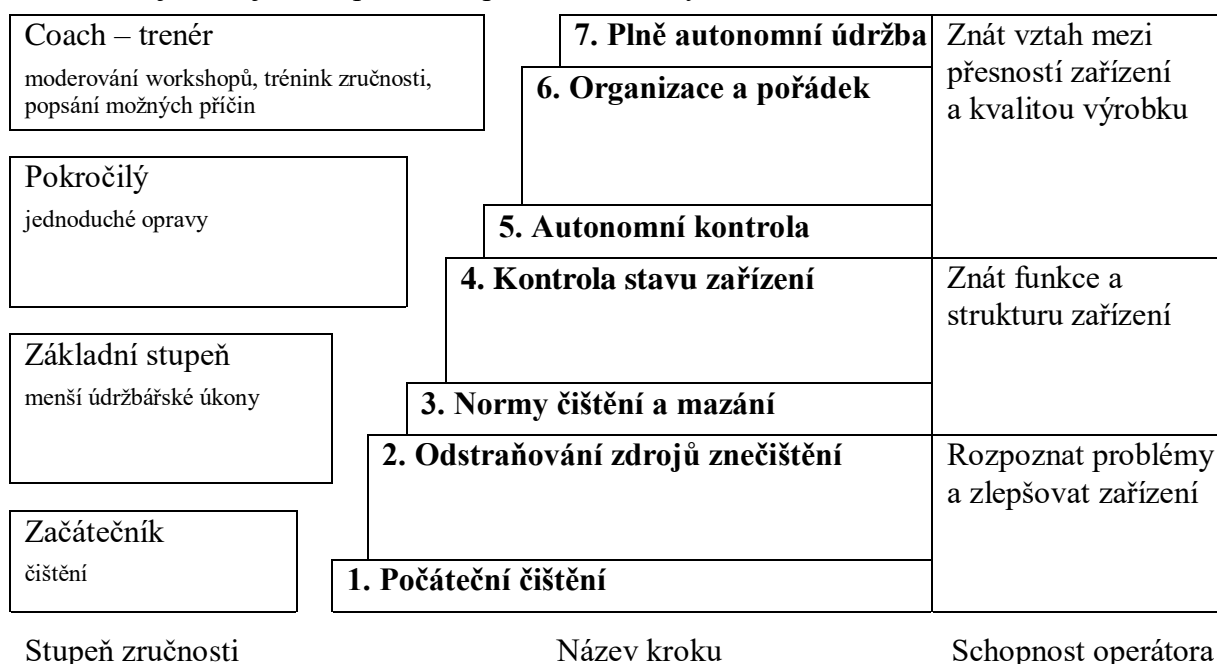 Coach – trenér
moderování workshopů, trénink zručnosti,
popsání možných příčin
Pokročilý
jednoduché opravy
Základní stupeň
menší údržbářské úkony
Začátečník
čištění
7. Plně autonomní údržba
6. Organizace a pořádek
5. Autonomní kontrola
4. Kontrola stavu zařízení
3. Normy čištění a mazání
2. Odstraňování zdrojů znečištění
1. Počáteční čištění
Znát vztah mezi
přesností zařízení
a kvalitou výrobku
Znát funkce a
strukturu zařízení
Rozpoznat problémy
a zlepšovat zařízení
Stupeň zručnosti
Název kroku
Schopnost operátora